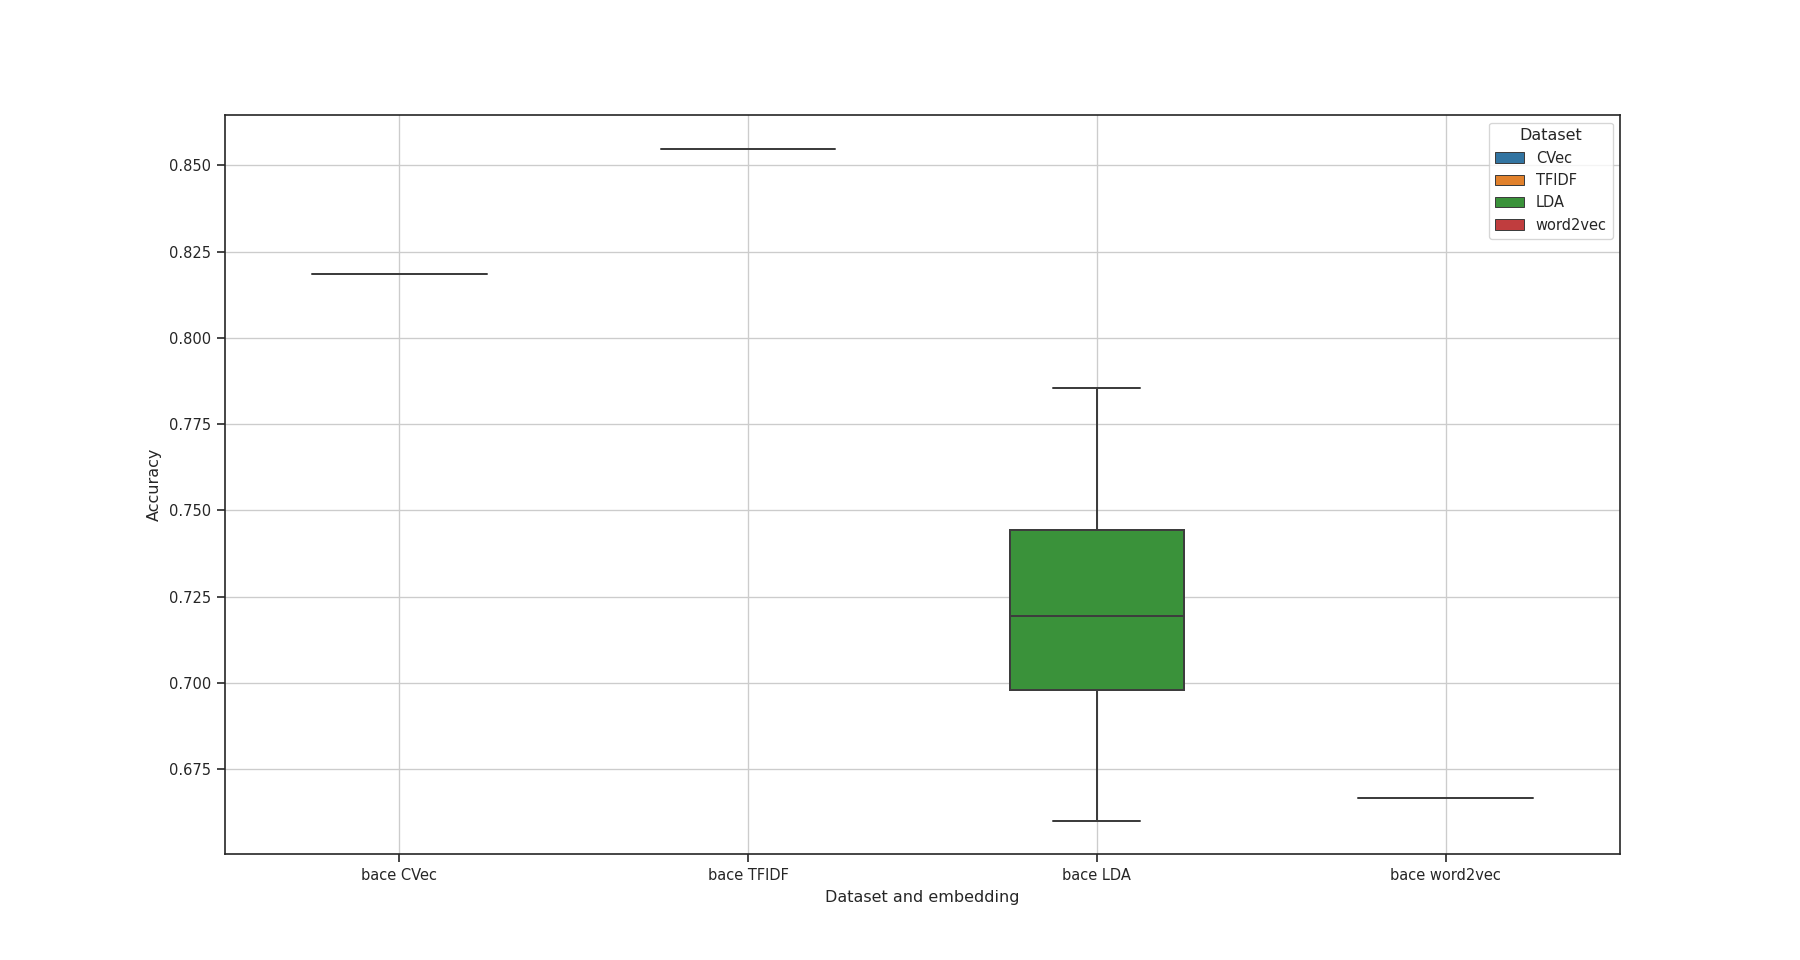 Dataset
CVec
TFIDF
LDA
word2vec
0.850
0.825
0.800
0.775
0.750
0.725
0.700
0.675
Accuracy
bace CVec
bace TFIDF
bace LDA
bace word2vec
Dataset and embedding